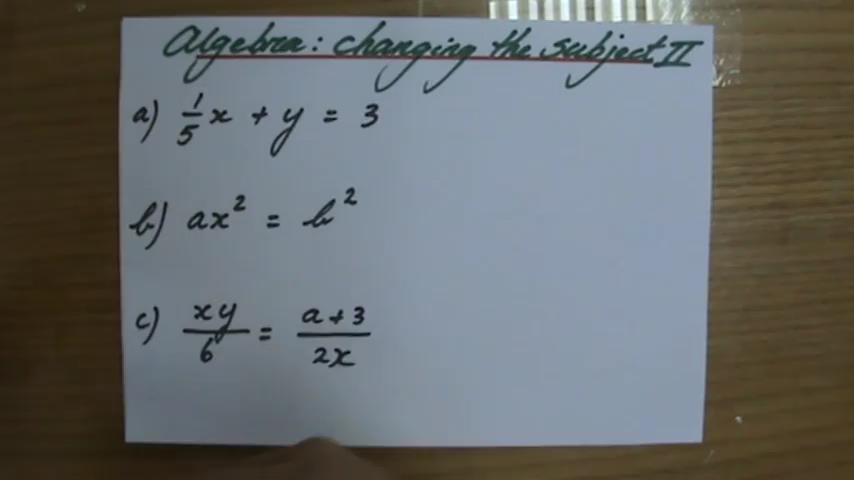 Algebra: changing the subject II
a) 1/5 x + y = 3
b) ax² = b²
c) xy/6 = a+3/2x